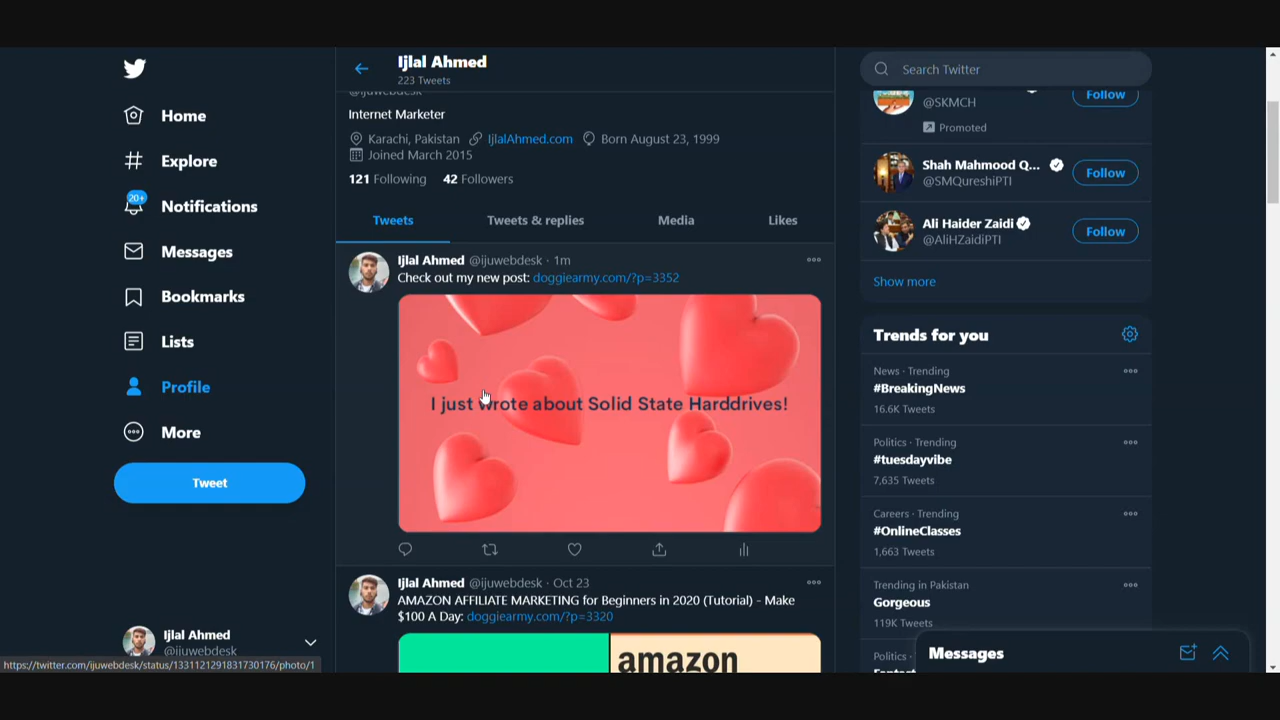 Ijlal Ahmed
223 Tweets
@ijuwebdesk
Internet Marketer
Karachi, Pakistan IjlalAhmed.com Born August 23, 1999
Joined March 2015
121 Following 42 Followers
Tweets Tweets & replies Media Likes
Home
Explore
20+
Notifications
Messages
Bookmarks
Lists
Profile
More
Tweet
Ijlal Ahmed
@ijuwebdesk
https://twitter.com/ijuwebdesk/status/1331121291831730176/photo/1
Ijlal Ahmed @ijuwebdesk · 1m
Check out my new post: doggiearmy.com/?p=3352
I just wrote about Solid State Harddrives!
Ijlal Ahmed @ijuwebdesk · Oct 23
AMAZON AFFILIATE MARKETING for Beginners in 2020 (Tutorial) - Make
$100 A Day: doggiearmy.com/?p=3320
amazon
Search Twitter
@SKMCH
Follow
Promoted
Shah Mahmood Q...
@SMQureshiPTI
Follow
Ali Haider Zaidi
@AliHZaidiPTI
Follow
Show more
Trends for you
News · Trending
#BreakingNews
16.6K Tweets
Politics · Trending
#tuesdayvibe
7,635 Tweets
Careers · Trending
#OnlineClasses
1,663 Tweets
Trending in Pakistan
Gorgeous
119K Tweets
Politics ·
Messages